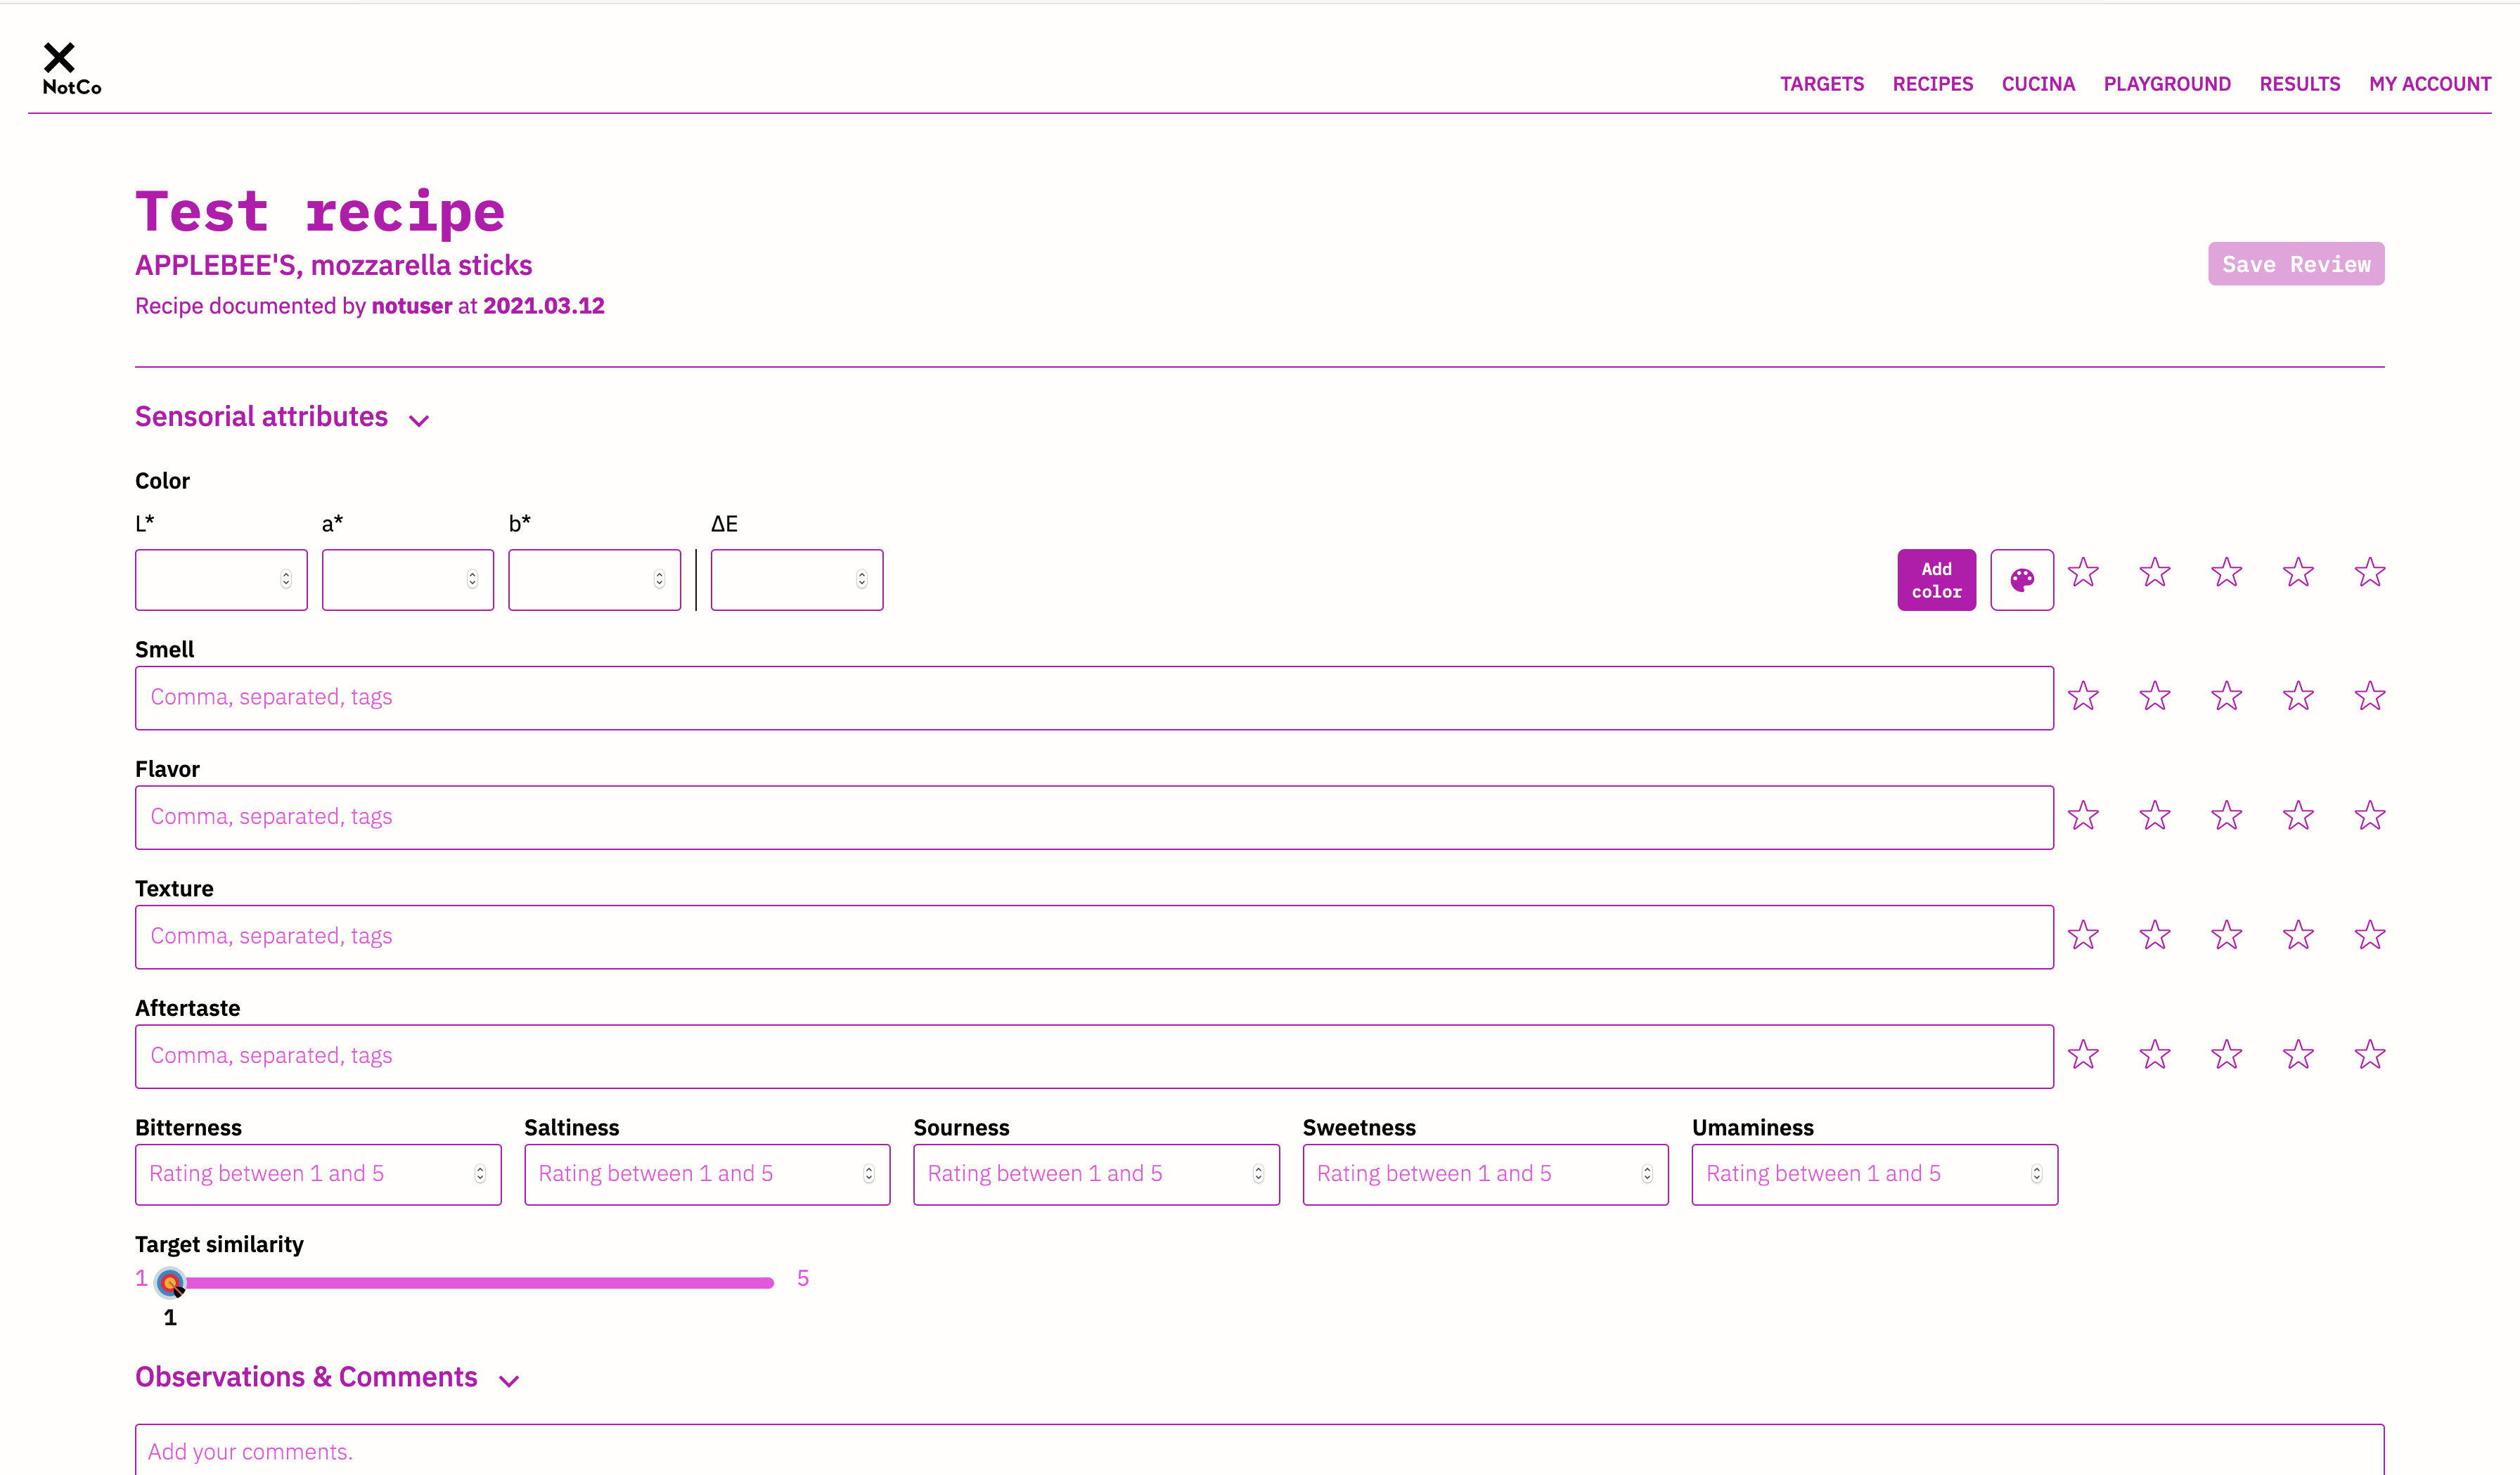 NotCo
TARGETS RECIPES CUCINA PLAYGROUND RESULTS MY ACCOUNT
Test recipe
APPLEBEE'S, mozzarella sticks
Save Review
Recipe documented by notuser at 2021.03.12
Sensorial attributes
Color
L* a* b* ΔE
Add
color
Smell
Comma, separated, tags
Flavor
Comma, separated, tags
Texture
Comma, separated, tags
Aftertaste
Comma, separated, tags
Bitterness Saltiness Sourness Sweetness Umaminess
Rating between 1 and 5 Rating between 1 and 5 Rating between 1 and 5 Rating between 1 and 5 Rating between 1 and 5
Target similarity
1 5
1
Observations & Comments
Add your comments.